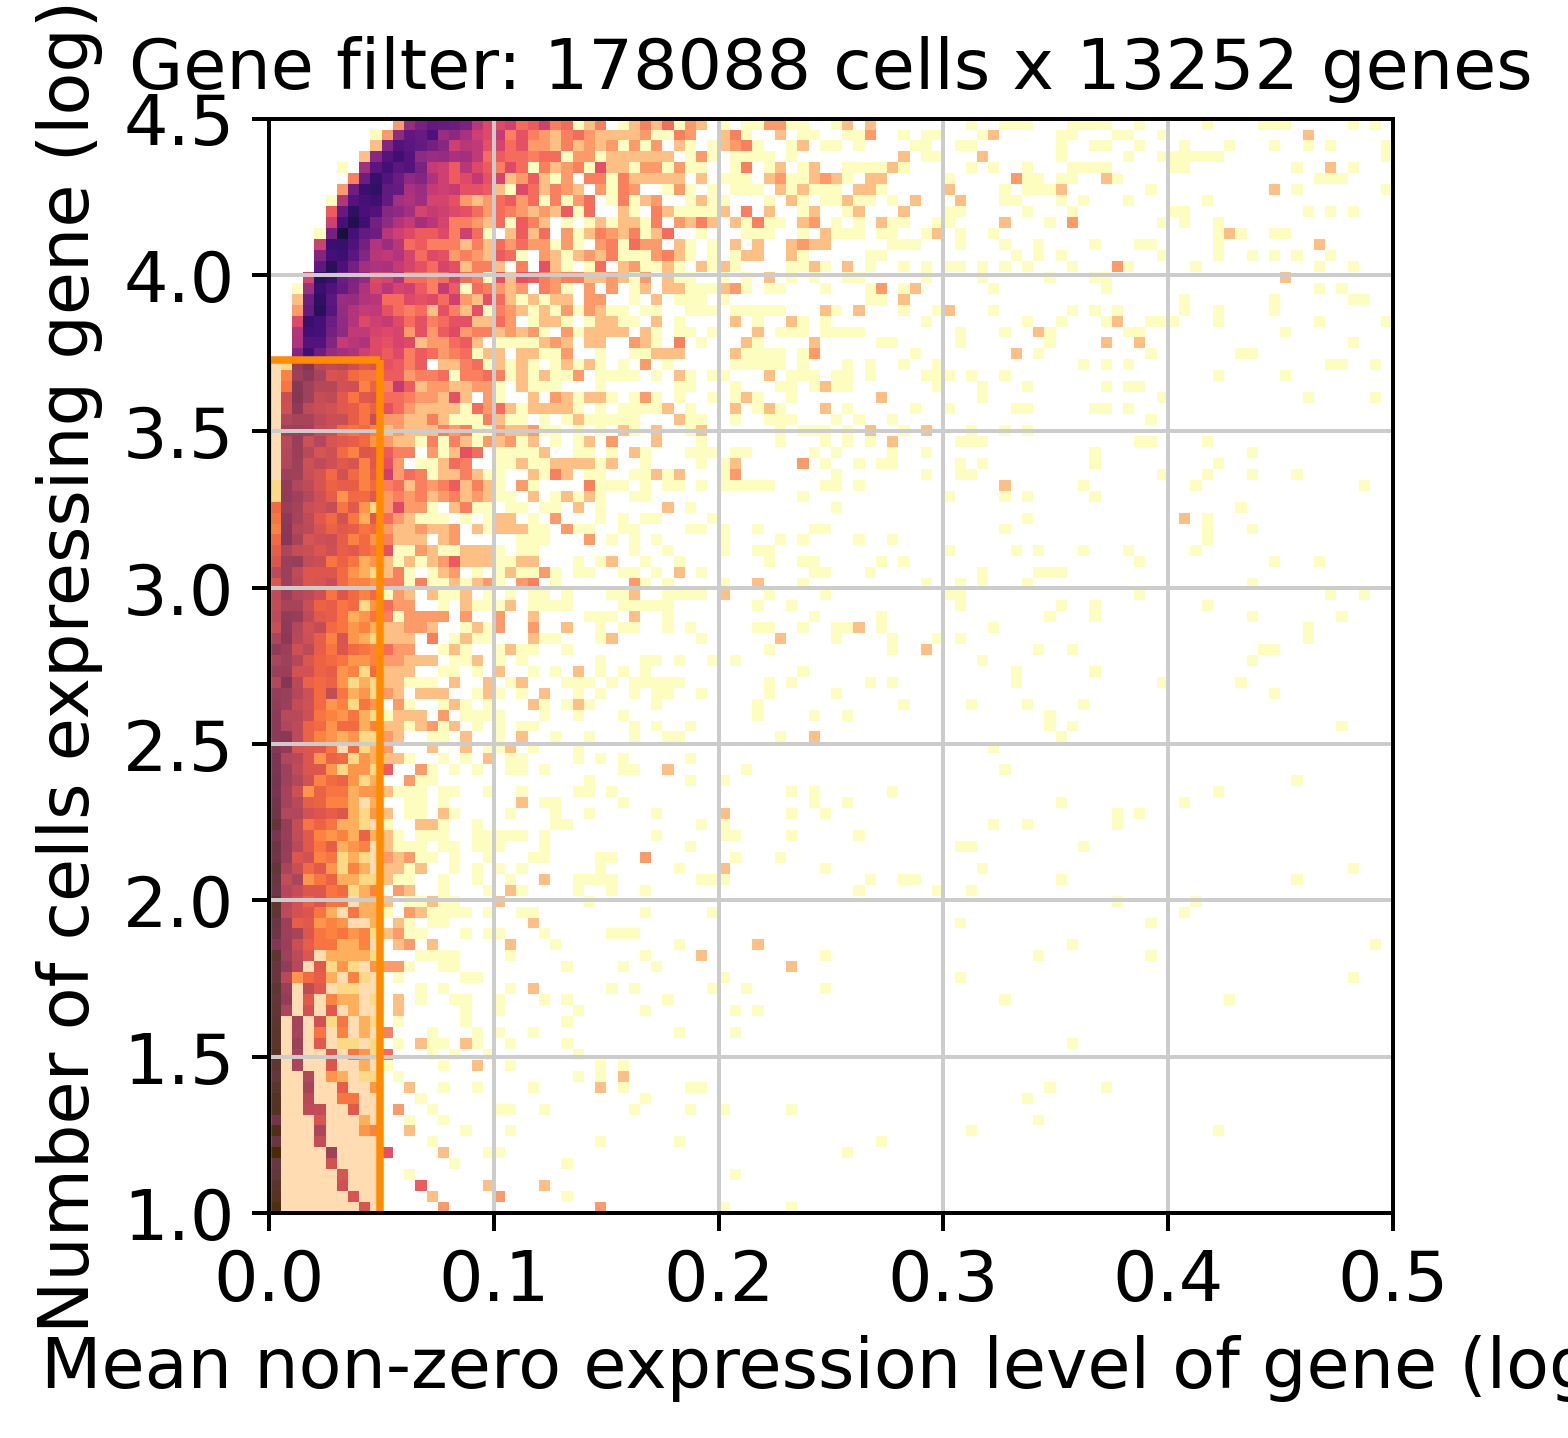 Gene filter: 178088 cells x 13252 genes
Number of cells expressing gene (log)
4.5
4.0
3.5
3.0
2.5
2.0
1.5
1.0
0.0 0.1 0.2 0.3 0.4 0.5
Mean non-zero expression level of gene (log